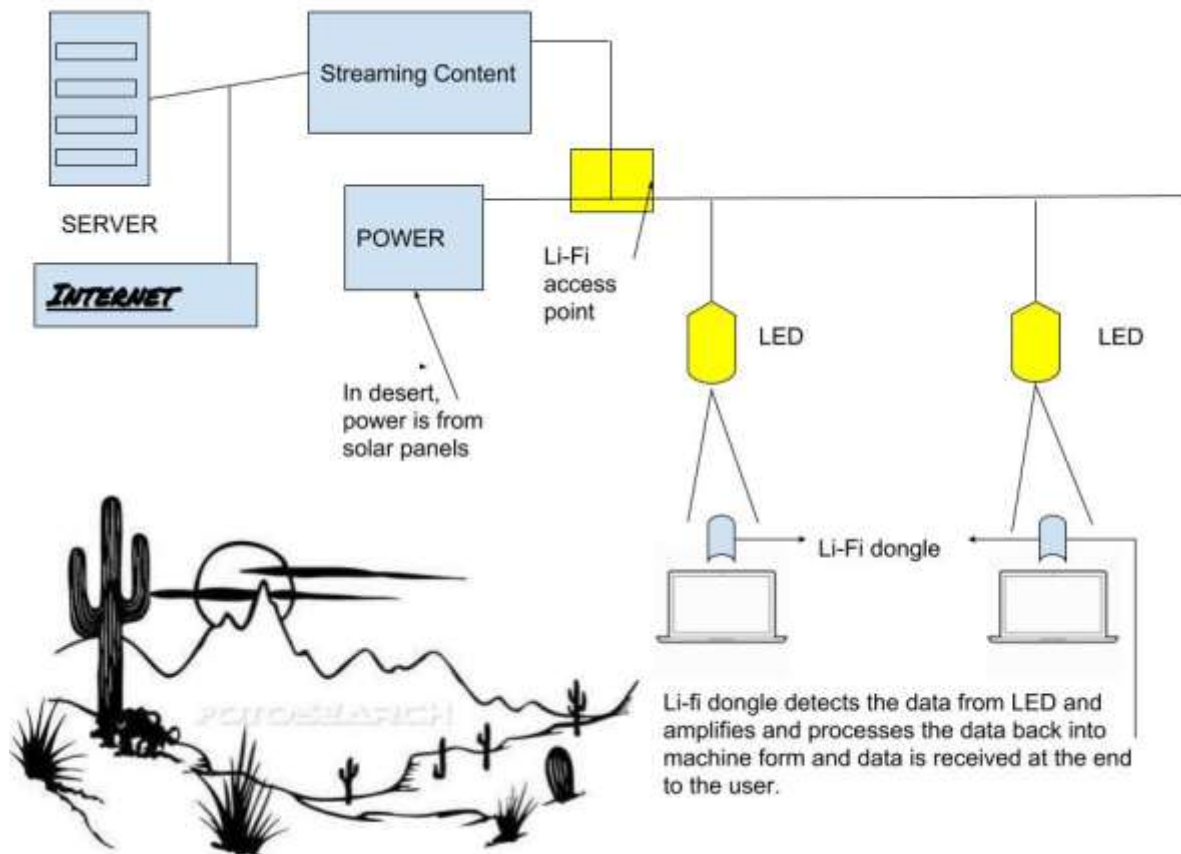 Streaming Content
SERVER
POWER
INTERNET
Li-Fi
access
point
LED
LED
In desert,
power is from
solar panels
Li-Fi dongle
FOTOSEARCH
Li-fi dongle detects the data from LED and
amplifies and processes the data back into
machine form and data is received at the end
to the user.